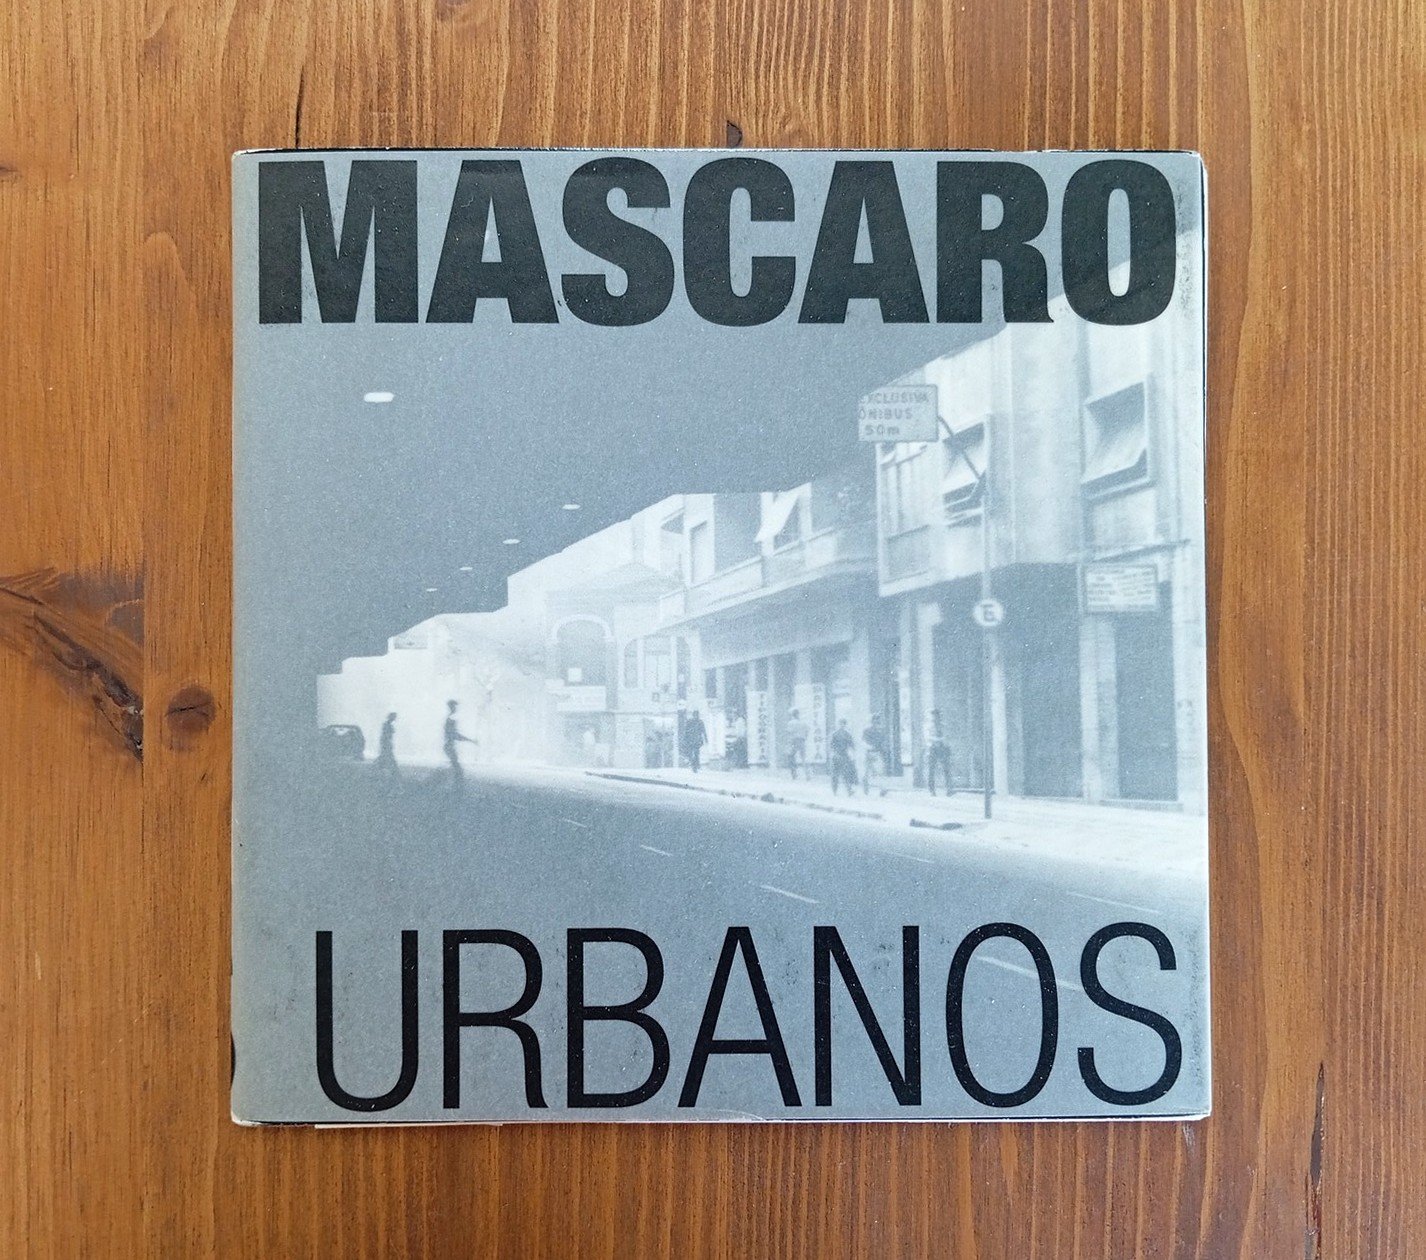 MASCARO
EXCLUSIVA
ÔNIBUS
50m
E
URBANOS